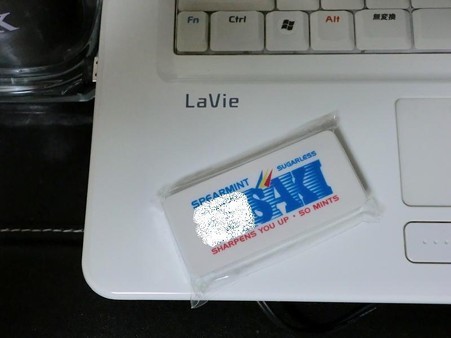 Fn Ctrl Alt 無変換
LaVie
SPEARMINT SUGARLESS
SAKI
SHARPENS YOU UP · 50 MINTS